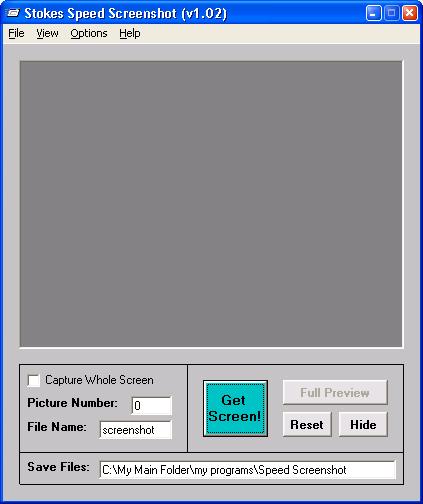 Stokes Speed Screenshot (v1.02)
File View Options Help
Capture Whole Screen
Picture Number: 0
File Name: screenshot
Get
Screen!
Full Preview
Reset Hide
Save Files: C:\My Main Folder\my programs\Speed Screenshot